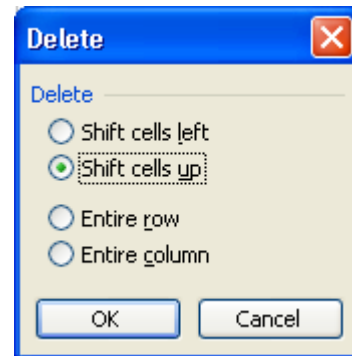 Delete
Delete
Shift cells left
Shift cells up
Entire row
Entire column
OK Cancel